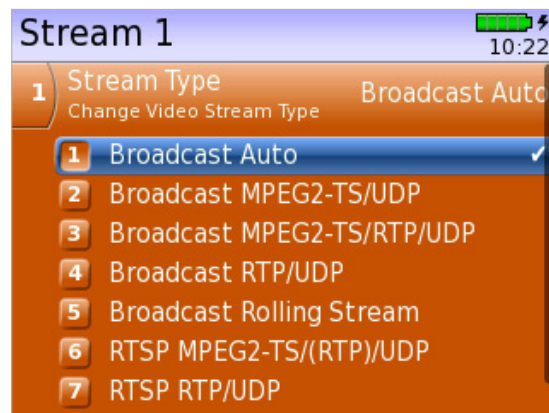 Stream 1
10:22
1 Stream Type
Change Video Stream Type
Broadcast Auto
1 Broadcast Auto ✓
2 Broadcast MPEG2-TS/UDP
3 Broadcast MPEG2-TS/RTP/UDP
4 Broadcast RTP/UDP
5 Broadcast Rolling Stream
6 RTSP MPEG2-TS/(RTP)/UDP
7 RTSP RTP/UDP